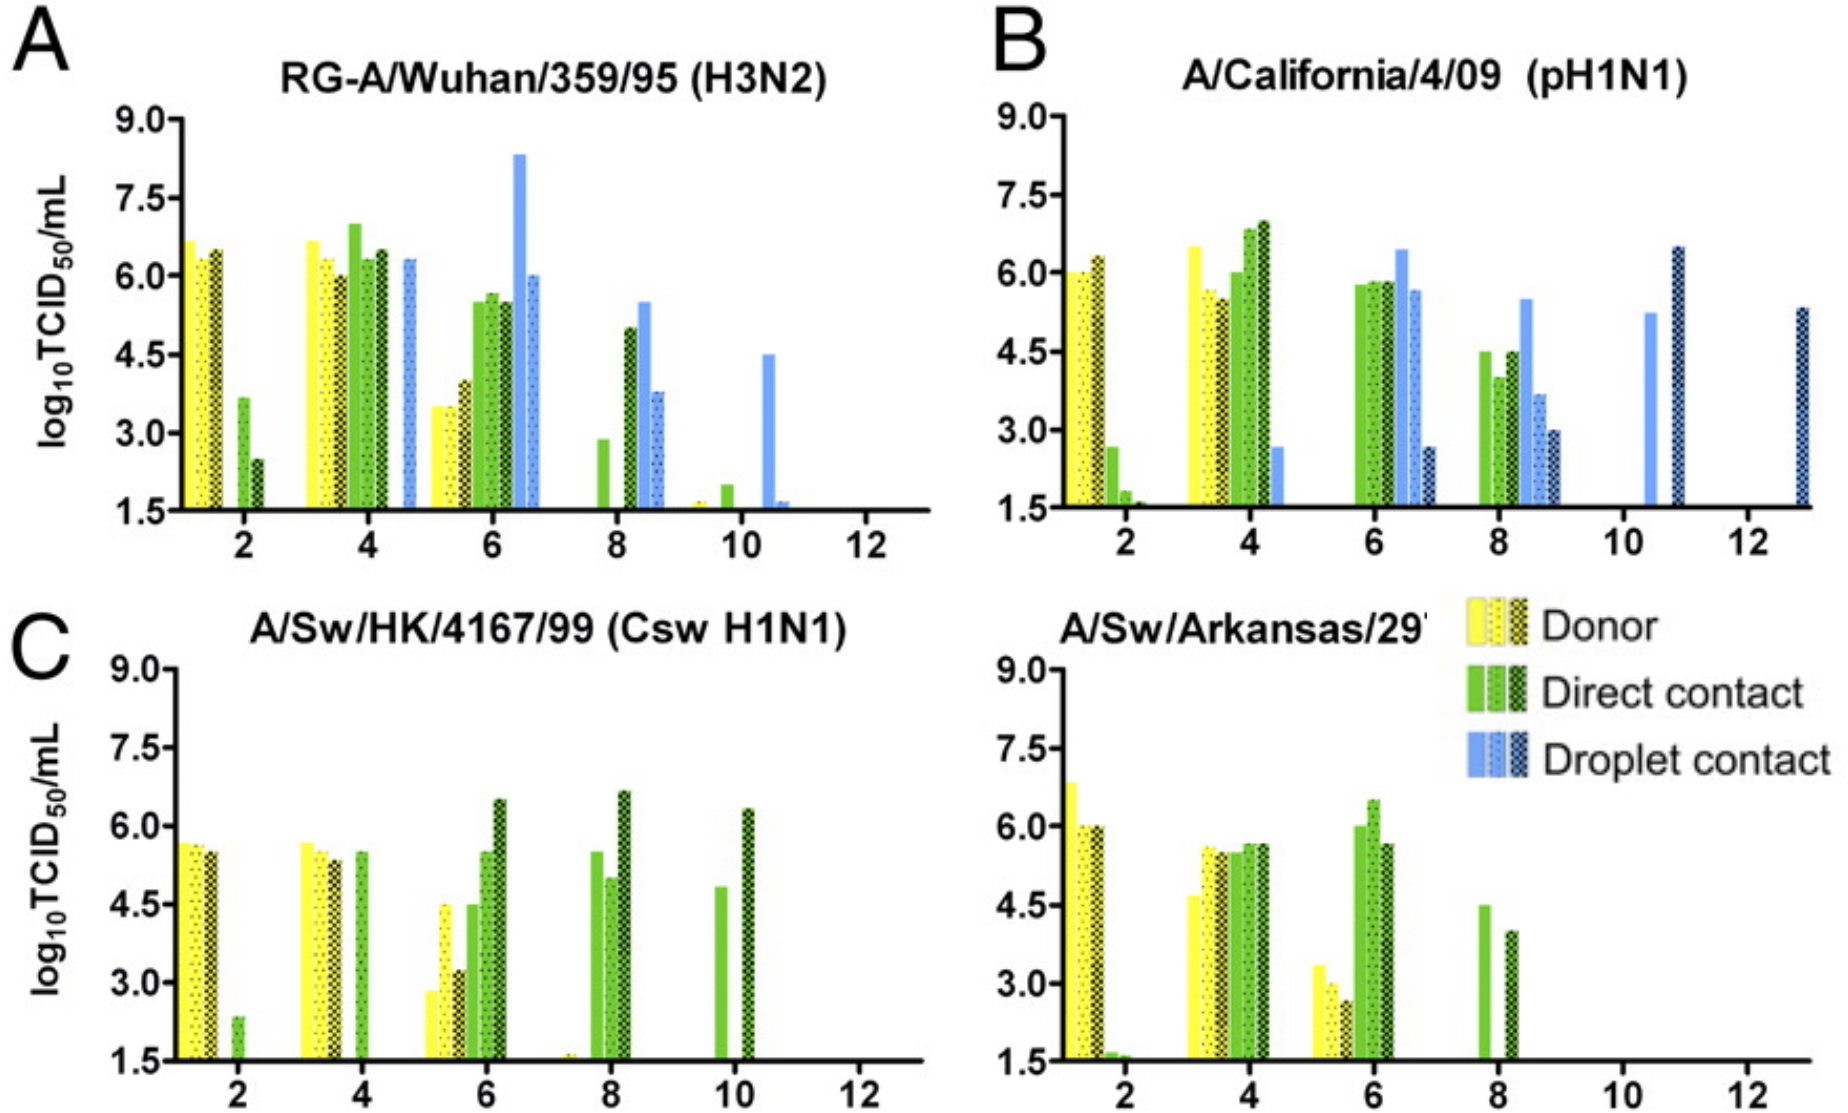 A
RG-A/Wuhan/359/95 (H3N2)
log10TCID50/mL
9.0
7.5
6.0
4.5
3.0
1.5
2 4 6 8 10 12
B
A/California/4/09 (pH1N1)
9.0
7.5
6.0
4.5
3.0
1.5
2 4 6 8 10 12
C
A/Sw/HK/4167/99 (Csw H1N1)
log10TCID50/mL
9.0
7.5
6.0
4.5
3.0
1.5
2 4 6 8 10 12
A/Sw/Arkansas/29
9.0
7.5
6.0
4.5
3.0
1.5
2 4 6 8 10 12
Donor
Direct contact
Droplet contact